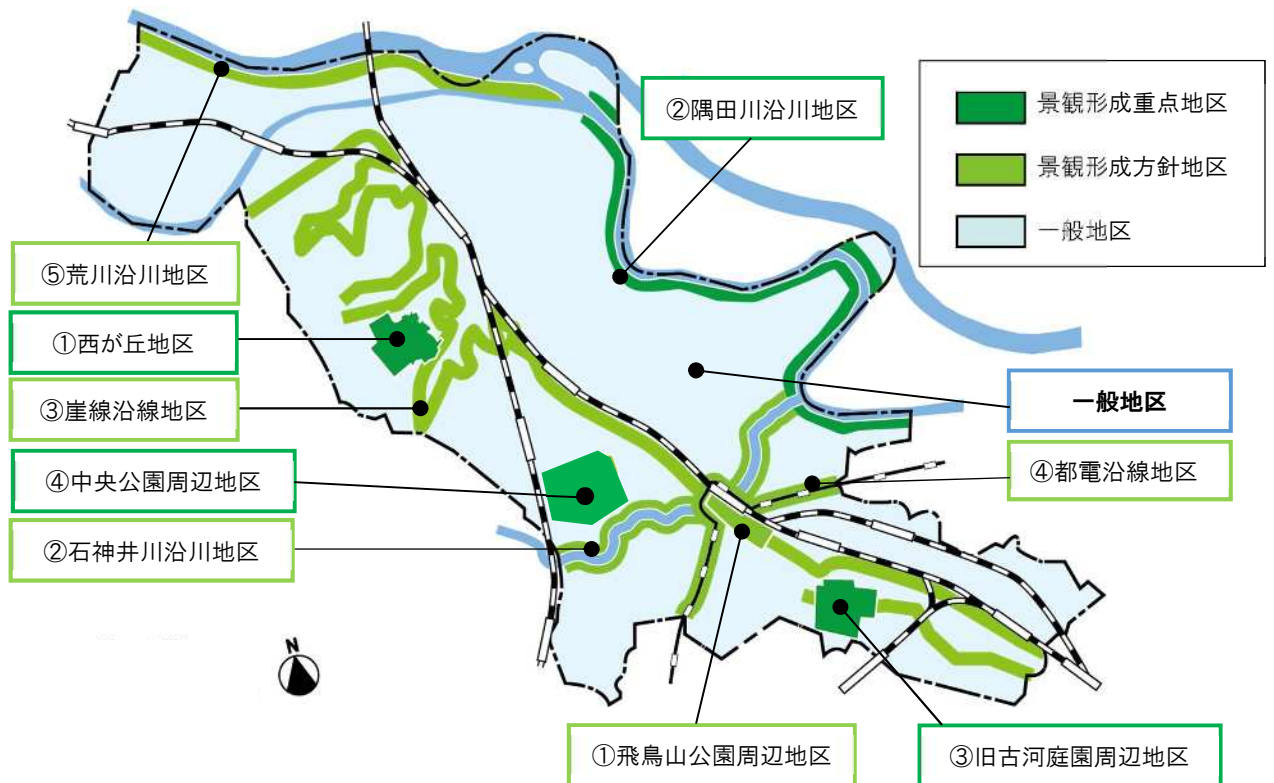 ②隅田川沿川地区
景観形成重点地区
景観形成方針地区
一般地区
⑤荒川沿川地区
①西が丘地区
③崖線沿線地区
④中央公園周辺地区
②石神井川沿川地区
一般地区
④都電沿線地区
N
①飛鳥山公園周辺地区
③旧古河庭園周辺地区